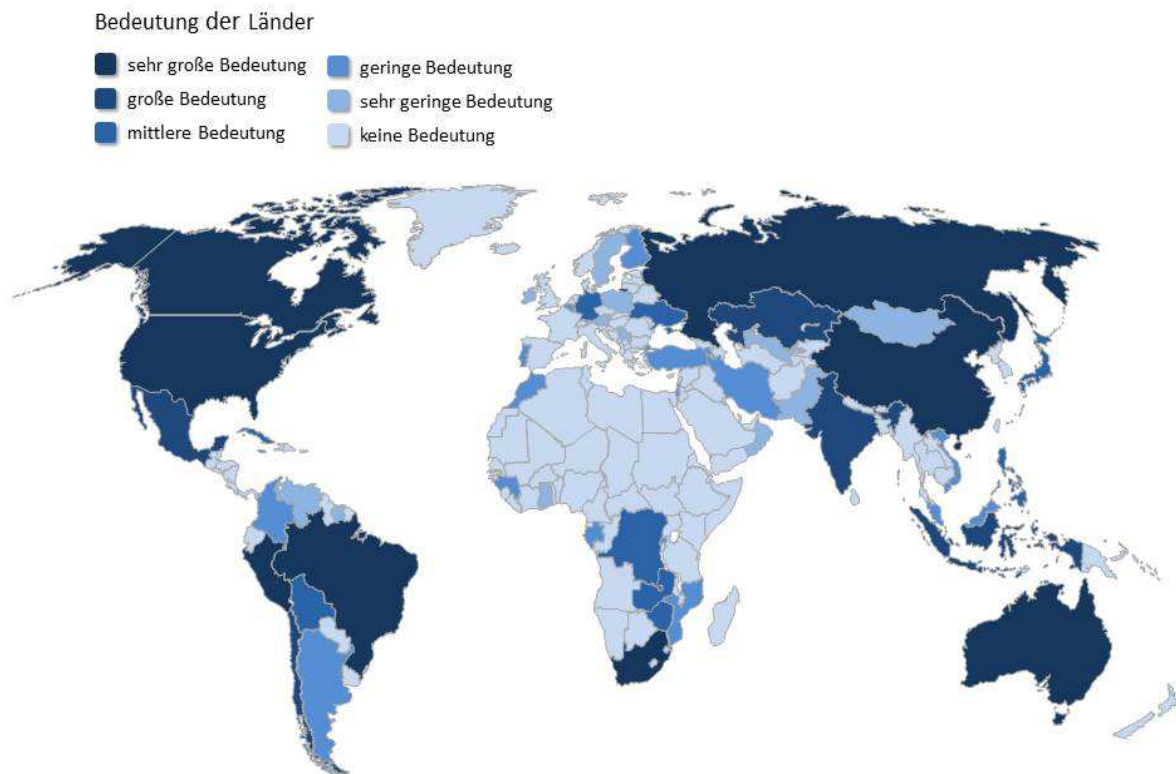 Bedeutung der Länder
sehr große Bedeutung
große Bedeutung
mittlere Bedeutung
geringe Bedeutung
sehr geringe Bedeutung
keine Bedeutung